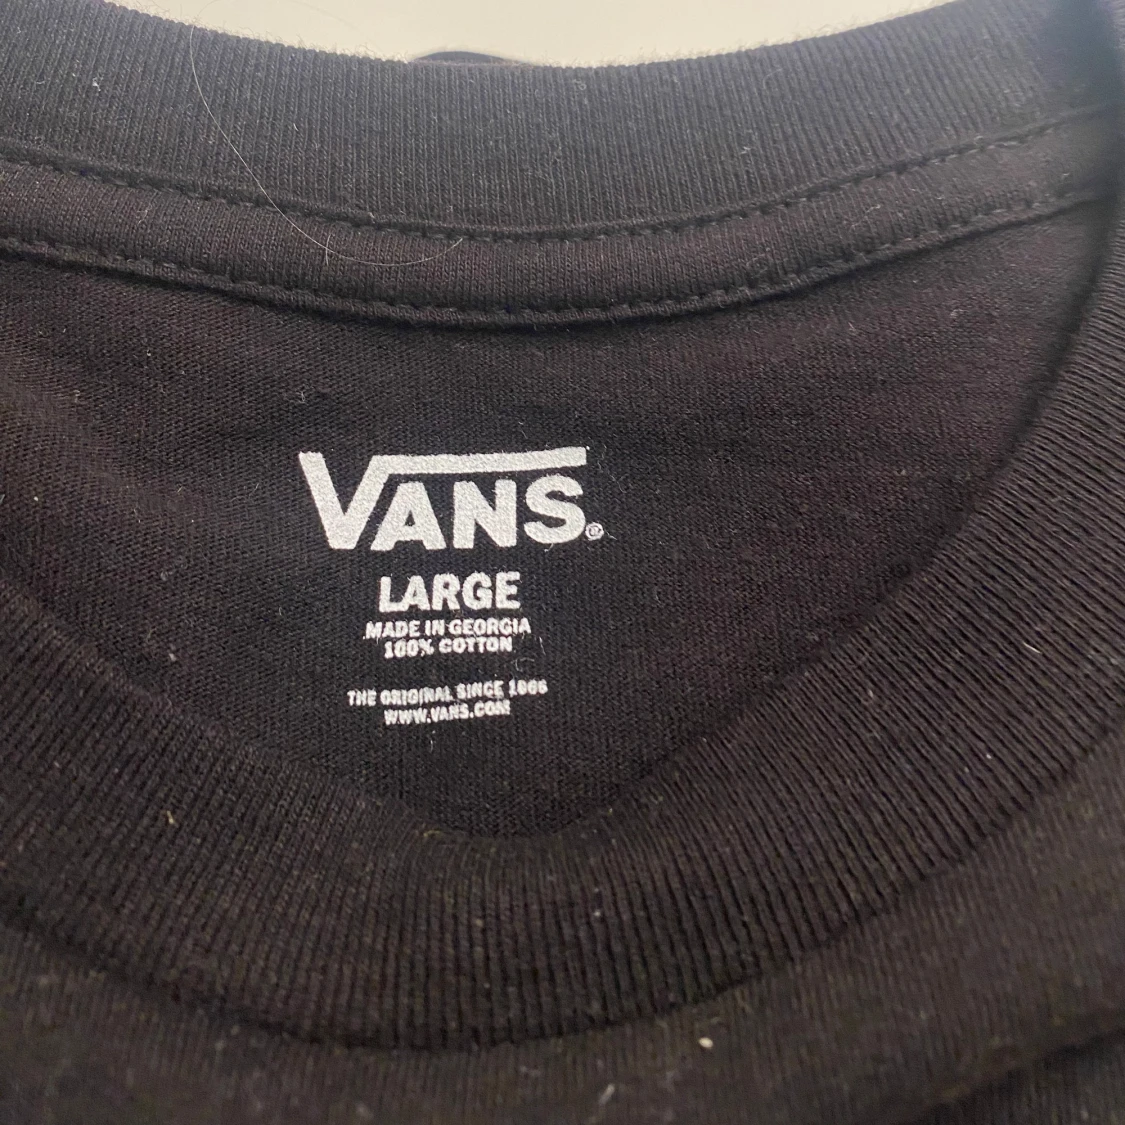 VANS®
LARGE
MADE IN GEORGIA
100% COTTON
THE ORIGINAL SINCE 1966
WWW.VANS.COM